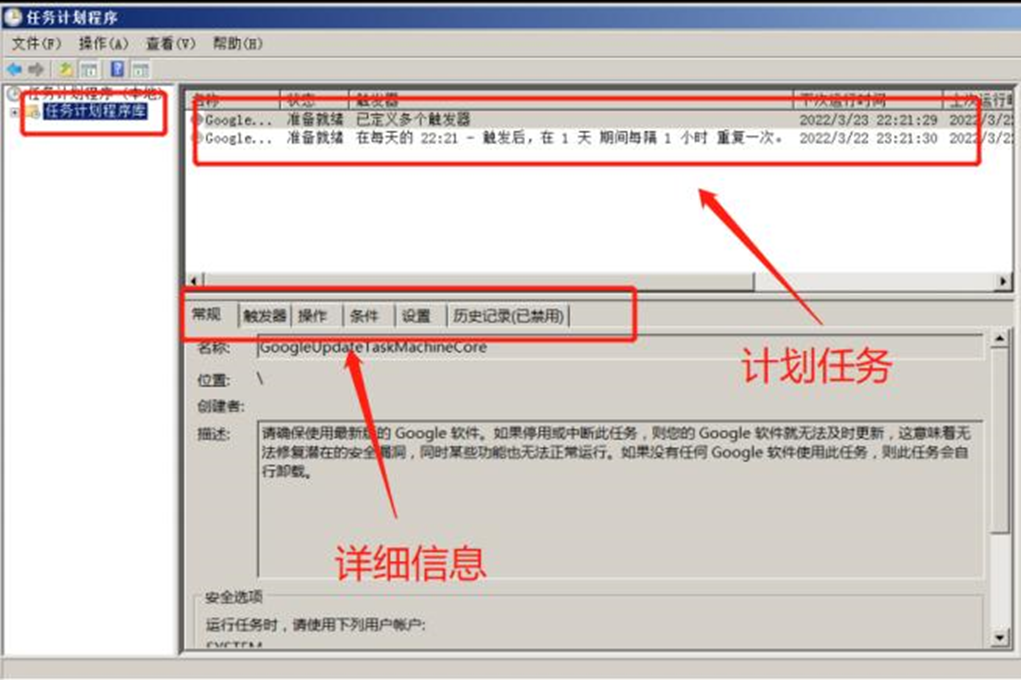 任务计划程序
文件(F) 操作(A) 查看(V) 帮助(H)
任务计划程序 (本地)
任务计划程序库
名称 状态 触发器 下次运行时间 上次运行时
Google... 准备就绪 已定义多个触发器 2022/3/23 22:21:29 2022/3/22
Google... 准备就绪 在每天的 22:21 - 触发后，在 1 天 期间每隔 1 小时 重复一次。 2022/3/22 23:21:30 2022/3/22
计划任务
常规 触发器 操作 条件 设置 历史记录(已禁用)
名称: GoogleUpdateTaskMachineCore
位置: \
创建者:
描述: 请确保使用最新版的 Google 软件。如果停用或中断此任务，则您的 Google 软件就无法及时更新，这意味着无
法修复潜在的安全漏洞，同时某些功能也无法正常运行。如果没有任何 Google 软件使用此任务，则此任务会自
行卸载。
详细信息
安全选项
运行任务时，请使用下列用户帐户:
SYSTEM